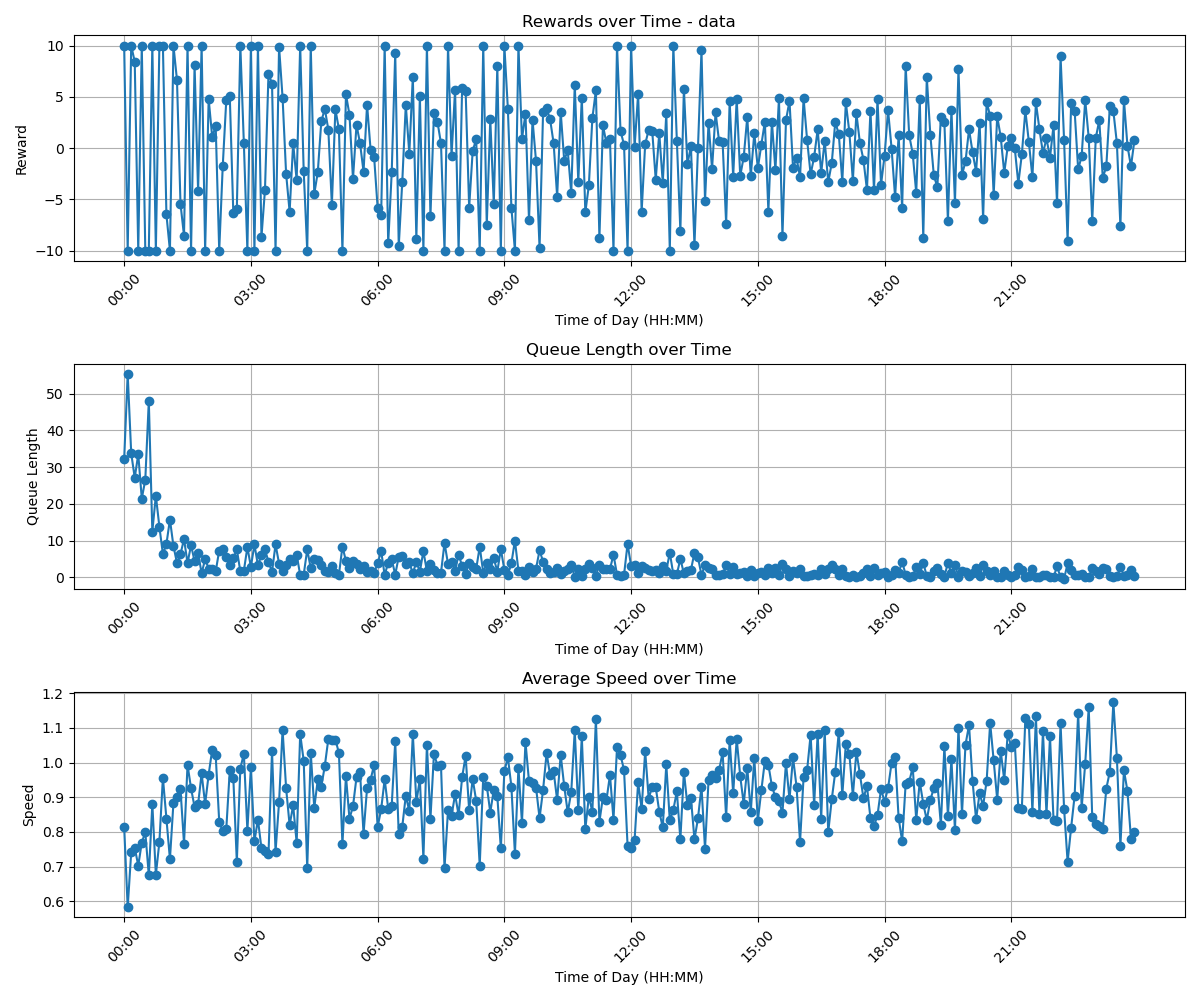 Rewards over Time - data
Reward
10
5
0
−5
−10
00:00 03:00 06:00 09:00 12:00 15:00 18:00 21:00
Time of Day (HH:MM)
Queue Length over Time
Queue Length
50
40
30
20
10
0
00:00 03:00 06:00 09:00 12:00 15:00 18:00 21:00
Time of Day (HH:MM)
Average Speed over Time
Speed
1.2
1.1
1.0
0.9
0.8
0.7
0.6
00:00 03:00 06:00 09:00 12:00 15:00 18:00 21:00
Time of Day (HH:MM)